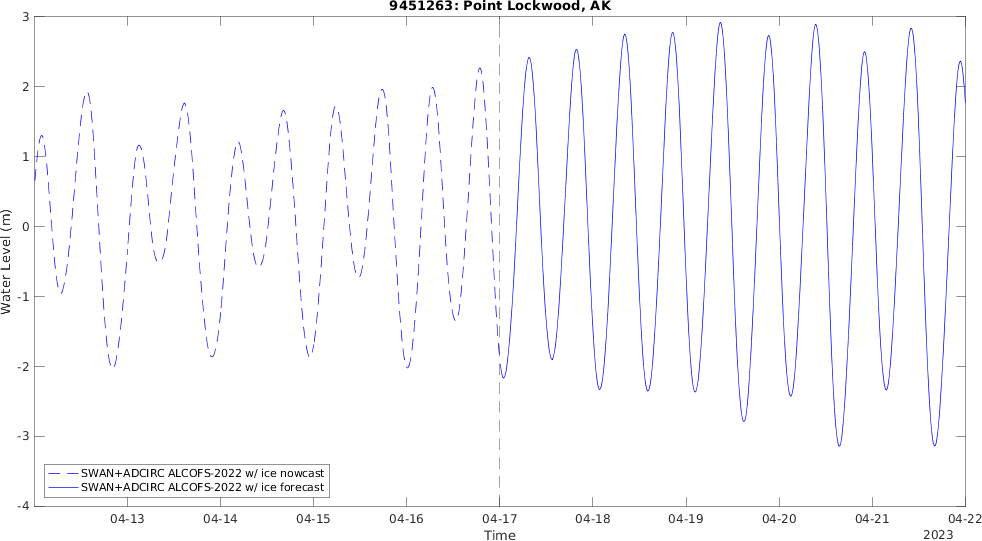 9451263: Point Lockwood, AK
Water Level (m)
3
2
1
0
-1
-2
-3
-4
SWAN+ADCIRC ALCOFS-2022 w/ ice nowcast
SWAN+ADCIRC ALCOFS-2022 w/ ice forecast
04-13 04-14 04-15 04-16 04-17 04-18 04-19 04-20 04-21 04-22
Time
2023